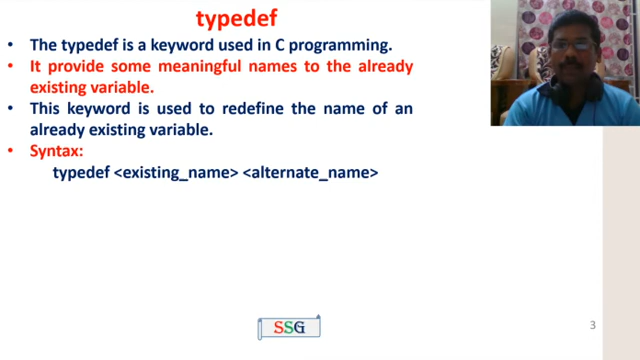 typedef
• The typedef is a keyword used in C programming.
• It provide some meaningful names to the already
existing variable.
• This keyword is used to redefine the name of an
already existing variable.
• Syntax:
typedef <existing_name> <alternate_name>
SSG
3